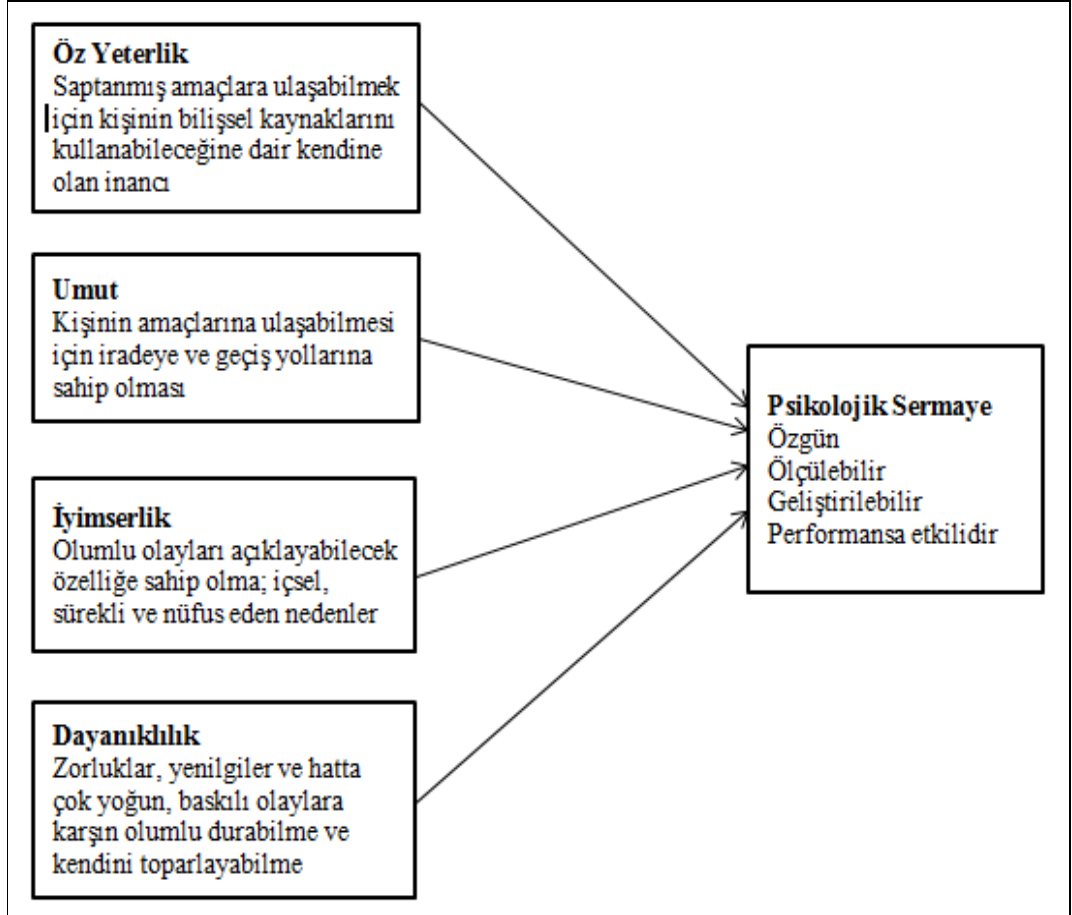 Öz Yeterlik
Saptanmış amaçlara ulaşabilmek
için kişinin bilişsel kaynaklarını
kullanabileceğine dair kendine
olan inancı
Umut
Kişinin amaçlarına ulaşabilmesi
için iradeye ve geçiş yollarına
sahip olması
İyimserlik
Olumlu olayları açıklayabilecek
özelliğe sahip olma; içsel,
sürekli ve nüfus eden nedenler
Dayanıklılık
Zorluklar, yenilgiler ve hatta
çok yoğun, baskılı olaylara
karşın olumlu durabilme ve
kendini toparlayabilme
Psikolojik Sermaye
Özgün
Ölçülebilir
Geliştirilebilir
Performansa etkilidir